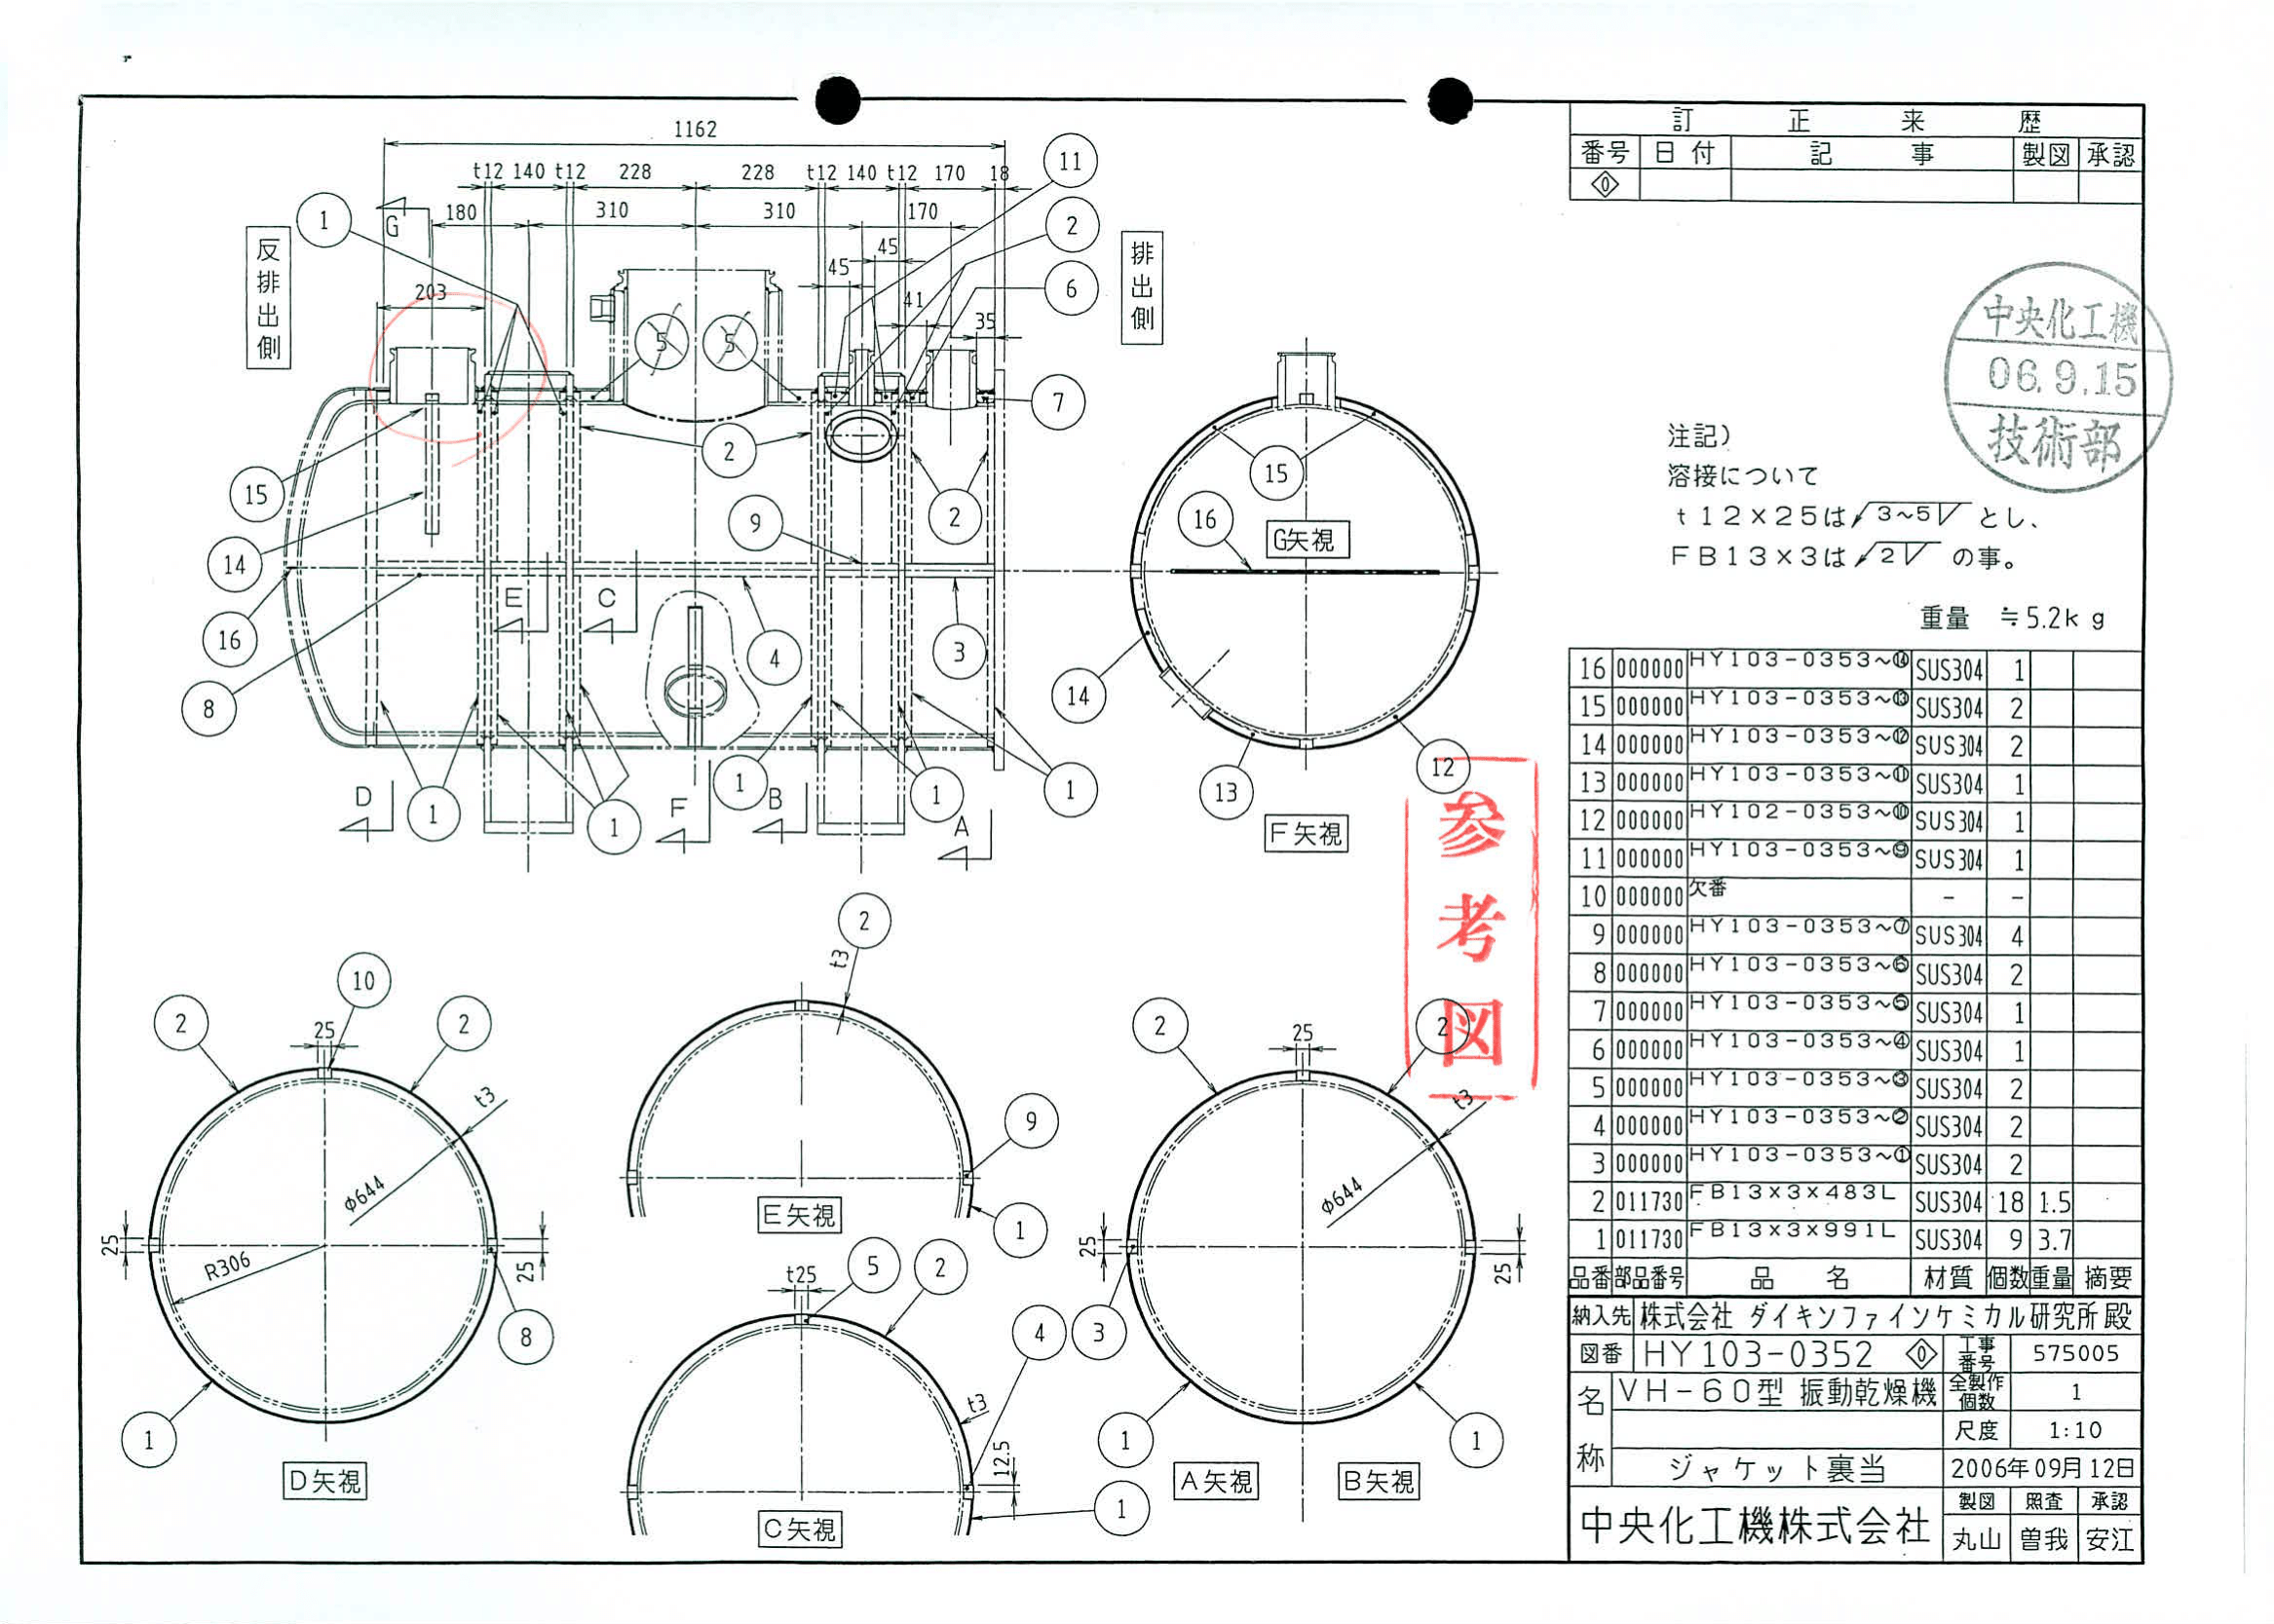 1162
t12 140 t12 228 228 t12 140 t12 170 18
180 310 310 170
G
45
45
203
41
35
反排出側
排出側
1
11
2
6
5
5
7
2
2
15
14
16
8
9
4
3
E
C
D
F
B
A
1
1
1
1
1
15
16
G矢視
14
13
12
F矢視
参考図
2
10
2
25
t3
φ644
R306
25
25
8
1
D矢視
2
t3
9
E矢視
1
t25
5
2
4
t3
12.5
1
C矢視
2
25
2
t3
φ644
25
25
3
1
1
A矢視
B矢視
訂正来歴
番号 日付 記事 製図 承認
0
中央化工機
06.9.15
技術部
注記)
溶接について
t12×25は 3~5 とし、
FB13×3は 2 の事。
重量 ≒5.2kg
16 000000 HY103-0353~⑭ SUS304 1
15 000000 HY103-0353~⑬ SUS304 2
14 000000 HY103-0353~⑫ SUS304 2
13 000000 HY103-0353~⑪ SUS304 1
12 000000 HY102-0353~⑩ SUS304 1
11 000000 HY103-0353~⑨ SUS304 1
10 000000 欠番 - -
9 000000 HY103-0353~⑦ SUS304 4
8 000000 HY103-0353~⑥ SUS304 2
7 000000 HY103-0353~⑤ SUS304 1
6 000000 HY103-0353~④ SUS304 1
5 000000 HY103-0353~③ SUS304 2
4 000000 HY103-0353~② SUS304 2
3 000000 HY103-0353~① SUS304 2
2 011730 FB13×3×483L SUS304 18 1.5
1 011730 FB13×3×991L SUS304 9 3.7
品番 部品番号 品名 材質 個数 重量 摘要
納入先 株式会社 ダイキンファインケミカル研究所殿
図番 HY103-0352 0 工事番号 575005
名称 VH-60型 振動乾燥機 全製作個数 1
尺度 1:10
ジャケット裏当 2006年09月12日
中央化工機株式会社 製図 照査 承認
丸山 曽我 安江